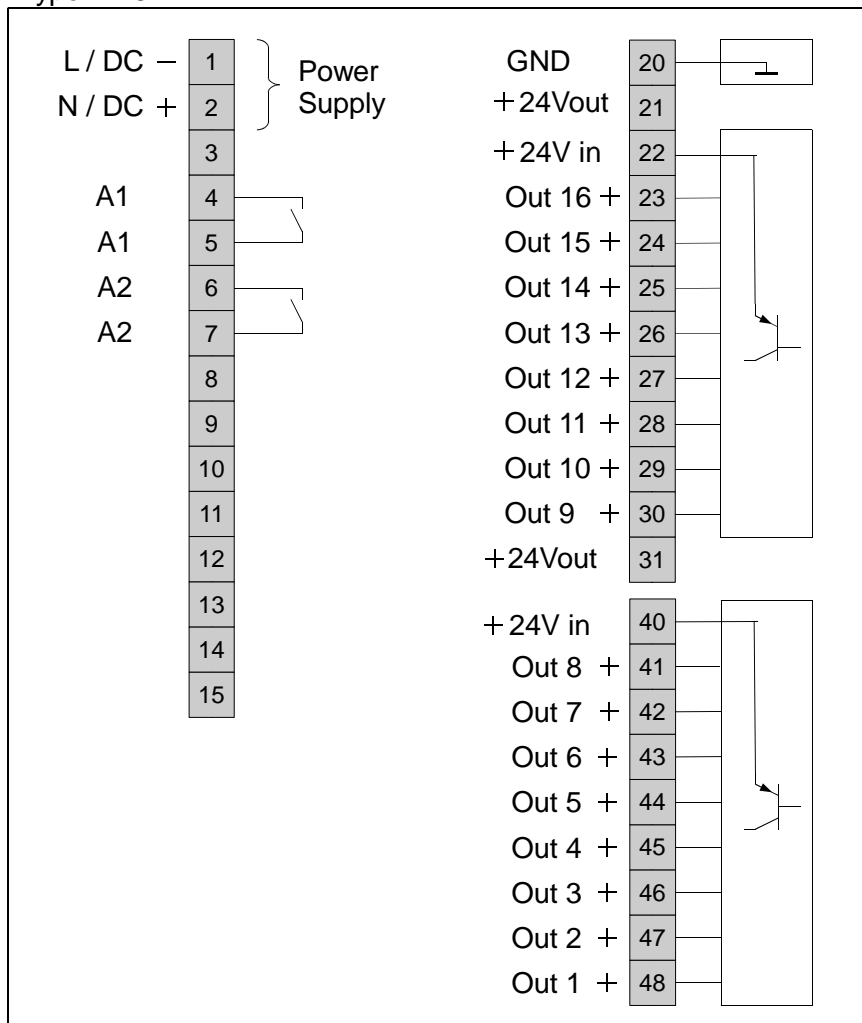 L / DC − 1
N / DC + 2
Power
Supply
3
A1 4
A1 5
A2 6
A2 7
8
9
10
11
12
13
14
15
GND 20
+24Vout 21
+24V in 22
Out 16 + 23
Out 15 + 24
Out 14 + 25
Out 13 + 26
Out 12 + 27
Out 11 + 28
Out 10 + 29
Out 9 + 30
+24Vout 31
+24V in 40
Out 8 + 41
Out 7 + 42
Out 6 + 43
Out 5 + 44
Out 4 + 45
Out 3 + 46
Out 2 + 47
Out 1 + 48